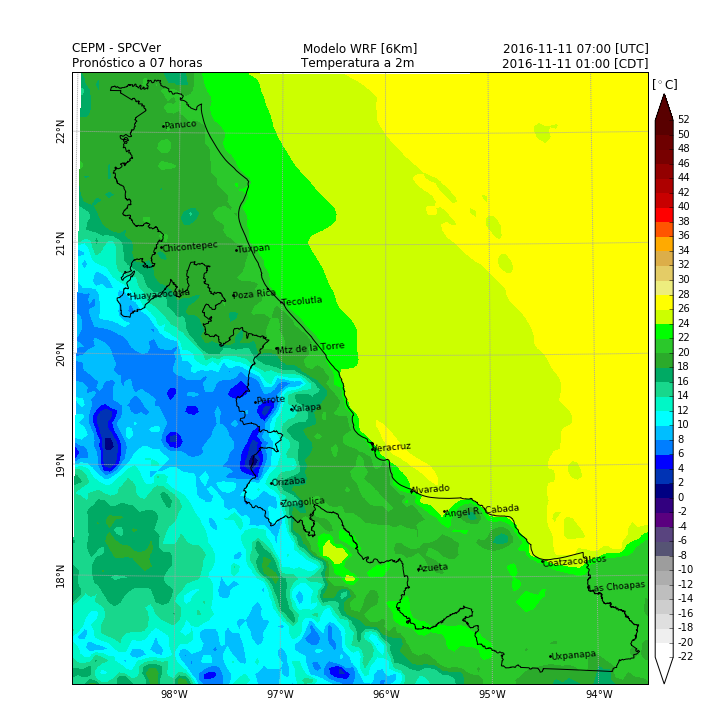 CEPM - SPCVer Modelo WRF [6Km] 2016-11-11 07:00 [UTC]
Pronóstico a 07 horas Temperatura a 2m 2016-11-11 01:00 [CDT]
[°C]
52
50
48
46
44
42
40
38
36
34
32
30
28
26
24
22
20
18
16
14
12
10
8
6
4
2
0
-2
-4
-6
-8
-10
-12
-14
-16
-18
-20
-22
22°N
21°N
20°N
19°N
18°N
Panuco
Chicontepec
Tuxpan
Huayacocotla
Poza Rica
Tecolutla
Mtz de la Torre
Perote
Xalapa
Veracruz
Orizaba
Alvarado
Zongolica
Angel R. Cabada
Azueta
Coatzacoalcos
Las Choapas
Uxpanapa
98°W 97°W 96°W 95°W 94°W